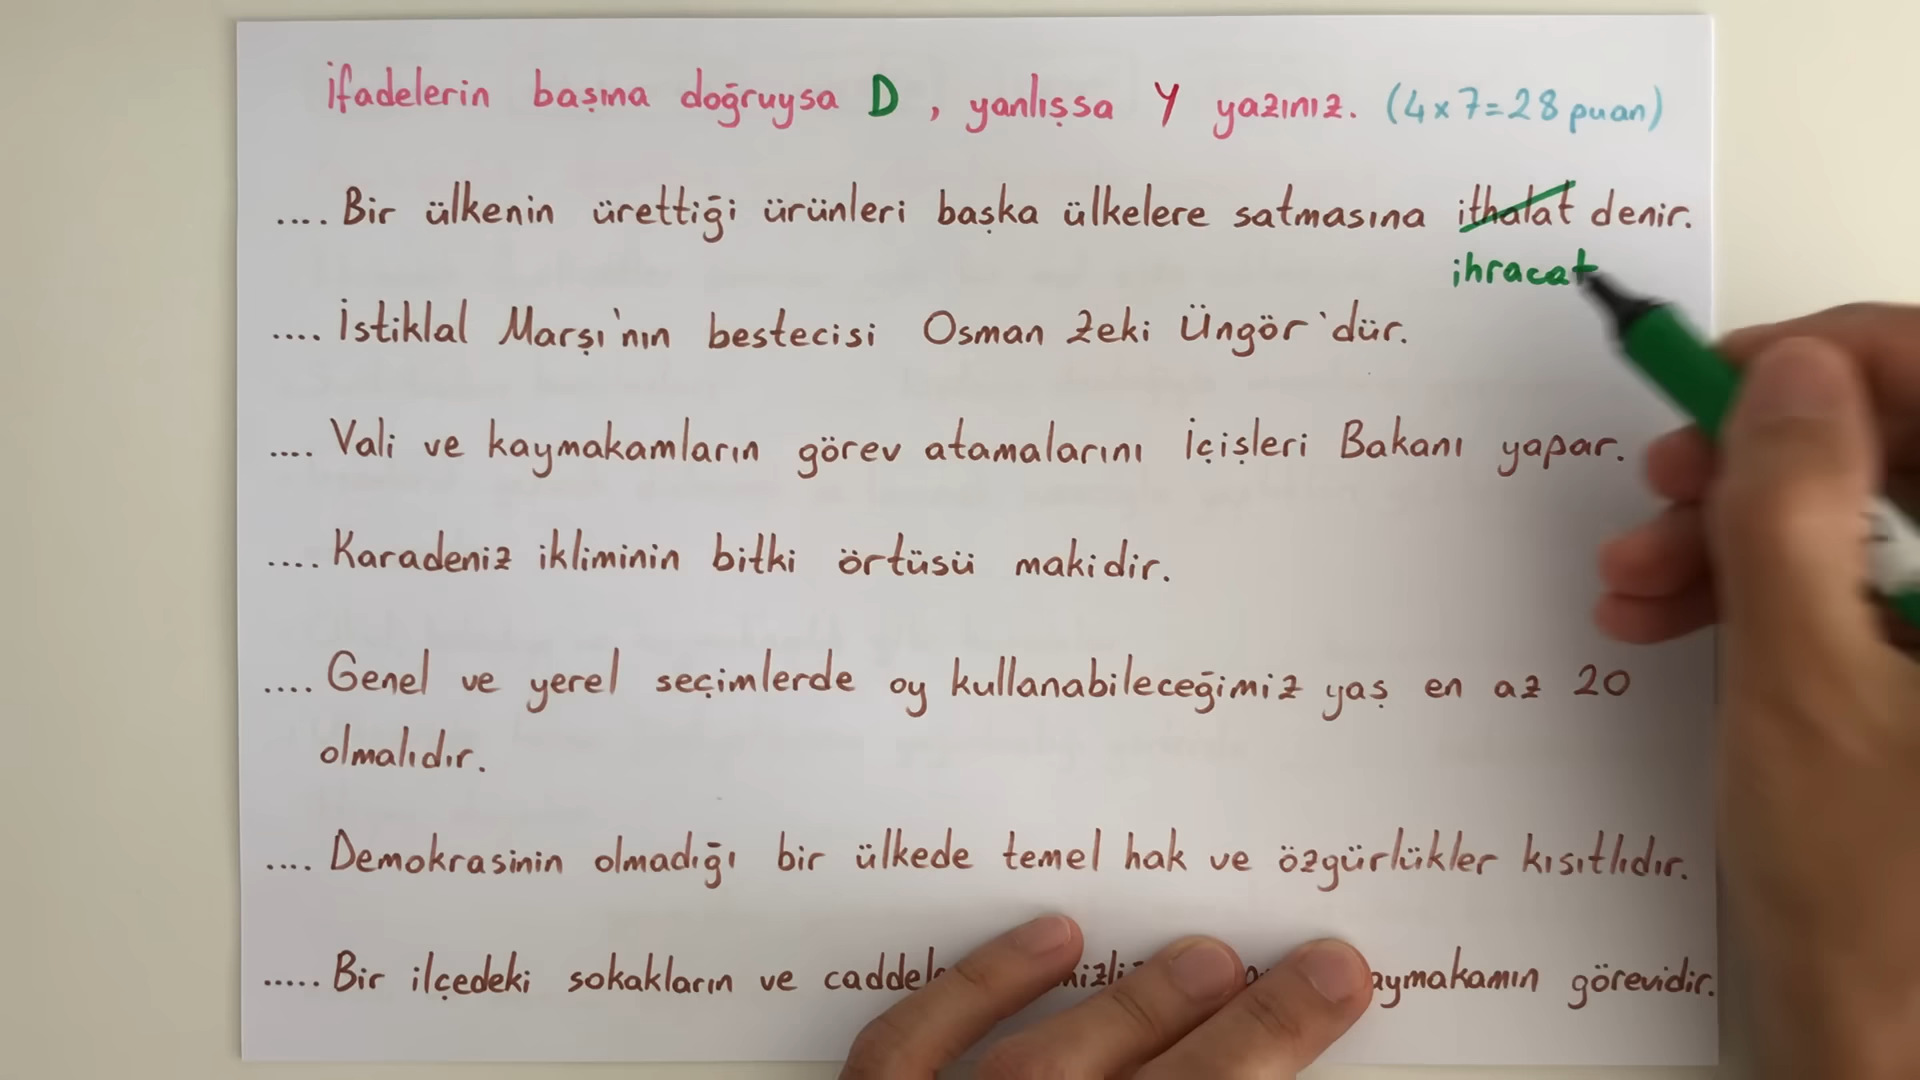 İfadelerin başına doğruysa D , yanlışsa Y yazınız. (4x7=28 puan)
.... Bir ülkenin ürettiği ürünleri başka ülkelere satmasına ithalat denir.
ihracat
.... İstiklal Marşı'nın bestecisi Osman Zeki Üngör'dür.
.... Vali ve kaymakamların görev atamalarını İçişleri Bakanı yapar.
.... Karadeniz ikliminin bitki örtüsü makidir.
.... Genel ve yerel seçimlerde oy kullanabileceğimiz yaş en az 20
olmalıdır.
.... Demokrasinin olmadığı bir ülkede temel hak ve özgürlükler kısıtlıdır.
..... Bir ilçedeki sokakların ve görevidir.